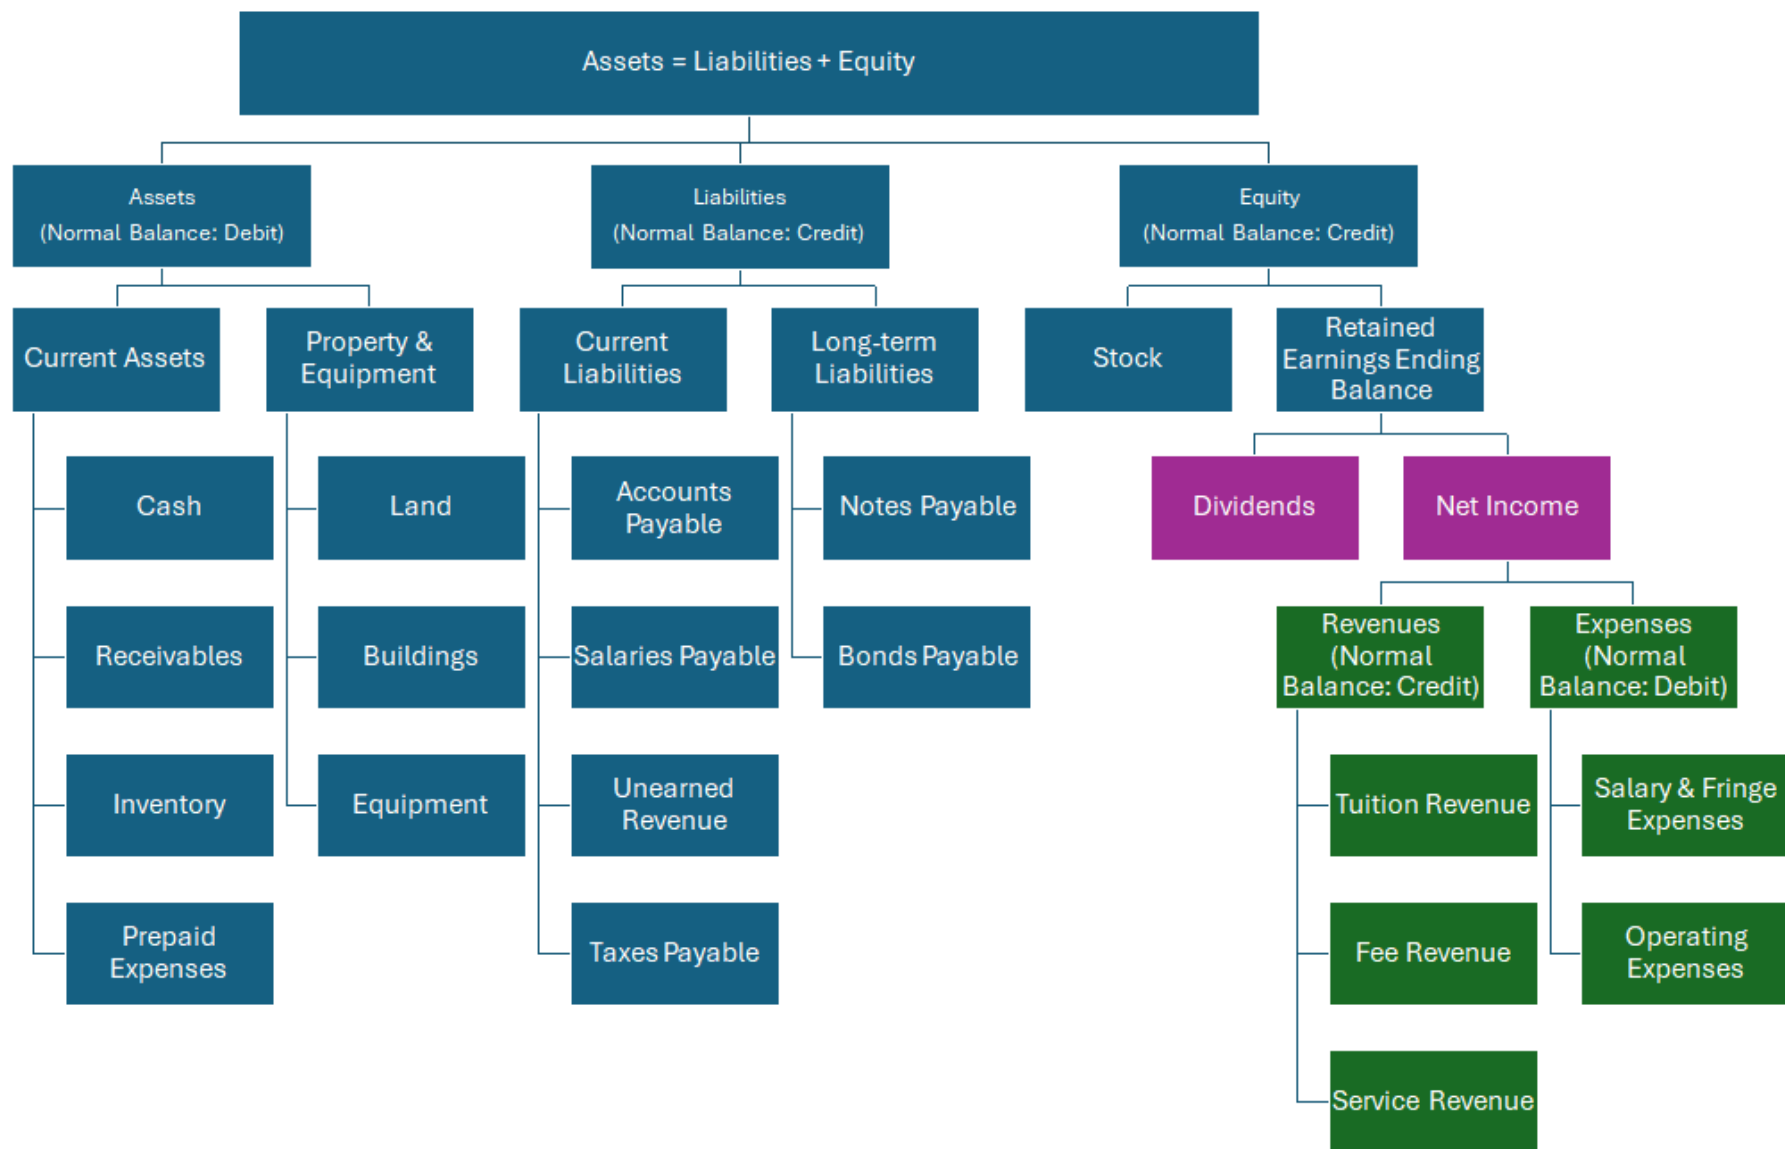 Assets = Liabilities + Equity
Assets
(Normal Balance: Debit)
Liabilities
(Normal Balance: Credit)
Equity
(Normal Balance: Credit)
Current Assets
Property &
Equipment
Current
Liabilities
Long-term
Liabilities
Stock
Retained
Earnings Ending
Balance
Cash
Land
Accounts
Payable
Notes Payable
Dividends
Net Income
Receivables
Buildings
Salaries Payable
Bonds Payable
Revenues
(Normal
Balance: Credit)
Expenses
(Normal
Balance: Debit)
Inventory
Equipment
Unearned
Revenue
Tuition Revenue
Salary & Fringe
Expenses
Prepaid
Expenses
Taxes Payable
Fee Revenue
Operating
Expenses
Service Revenue